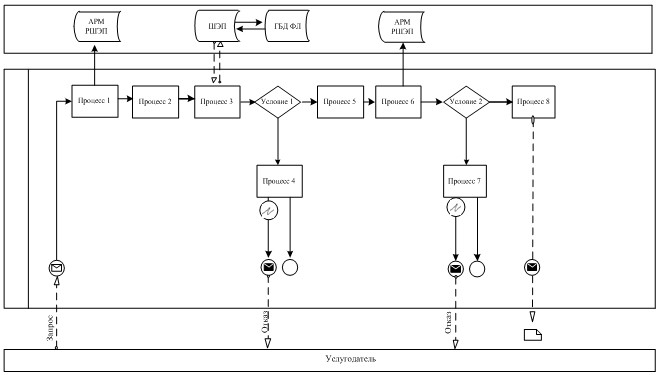 АРМ
РШЭП
ШЭП
ГБД ФЛ
АРМ
РШЭП
Процесс 1
Процесс 2
Процесс 3
Условие 1
Процесс 5
Процесс 6
Условие 2
Процесс 8
Процесс 4
Процесс 7
Запрос
Отказ
Отказ
Услугодатель